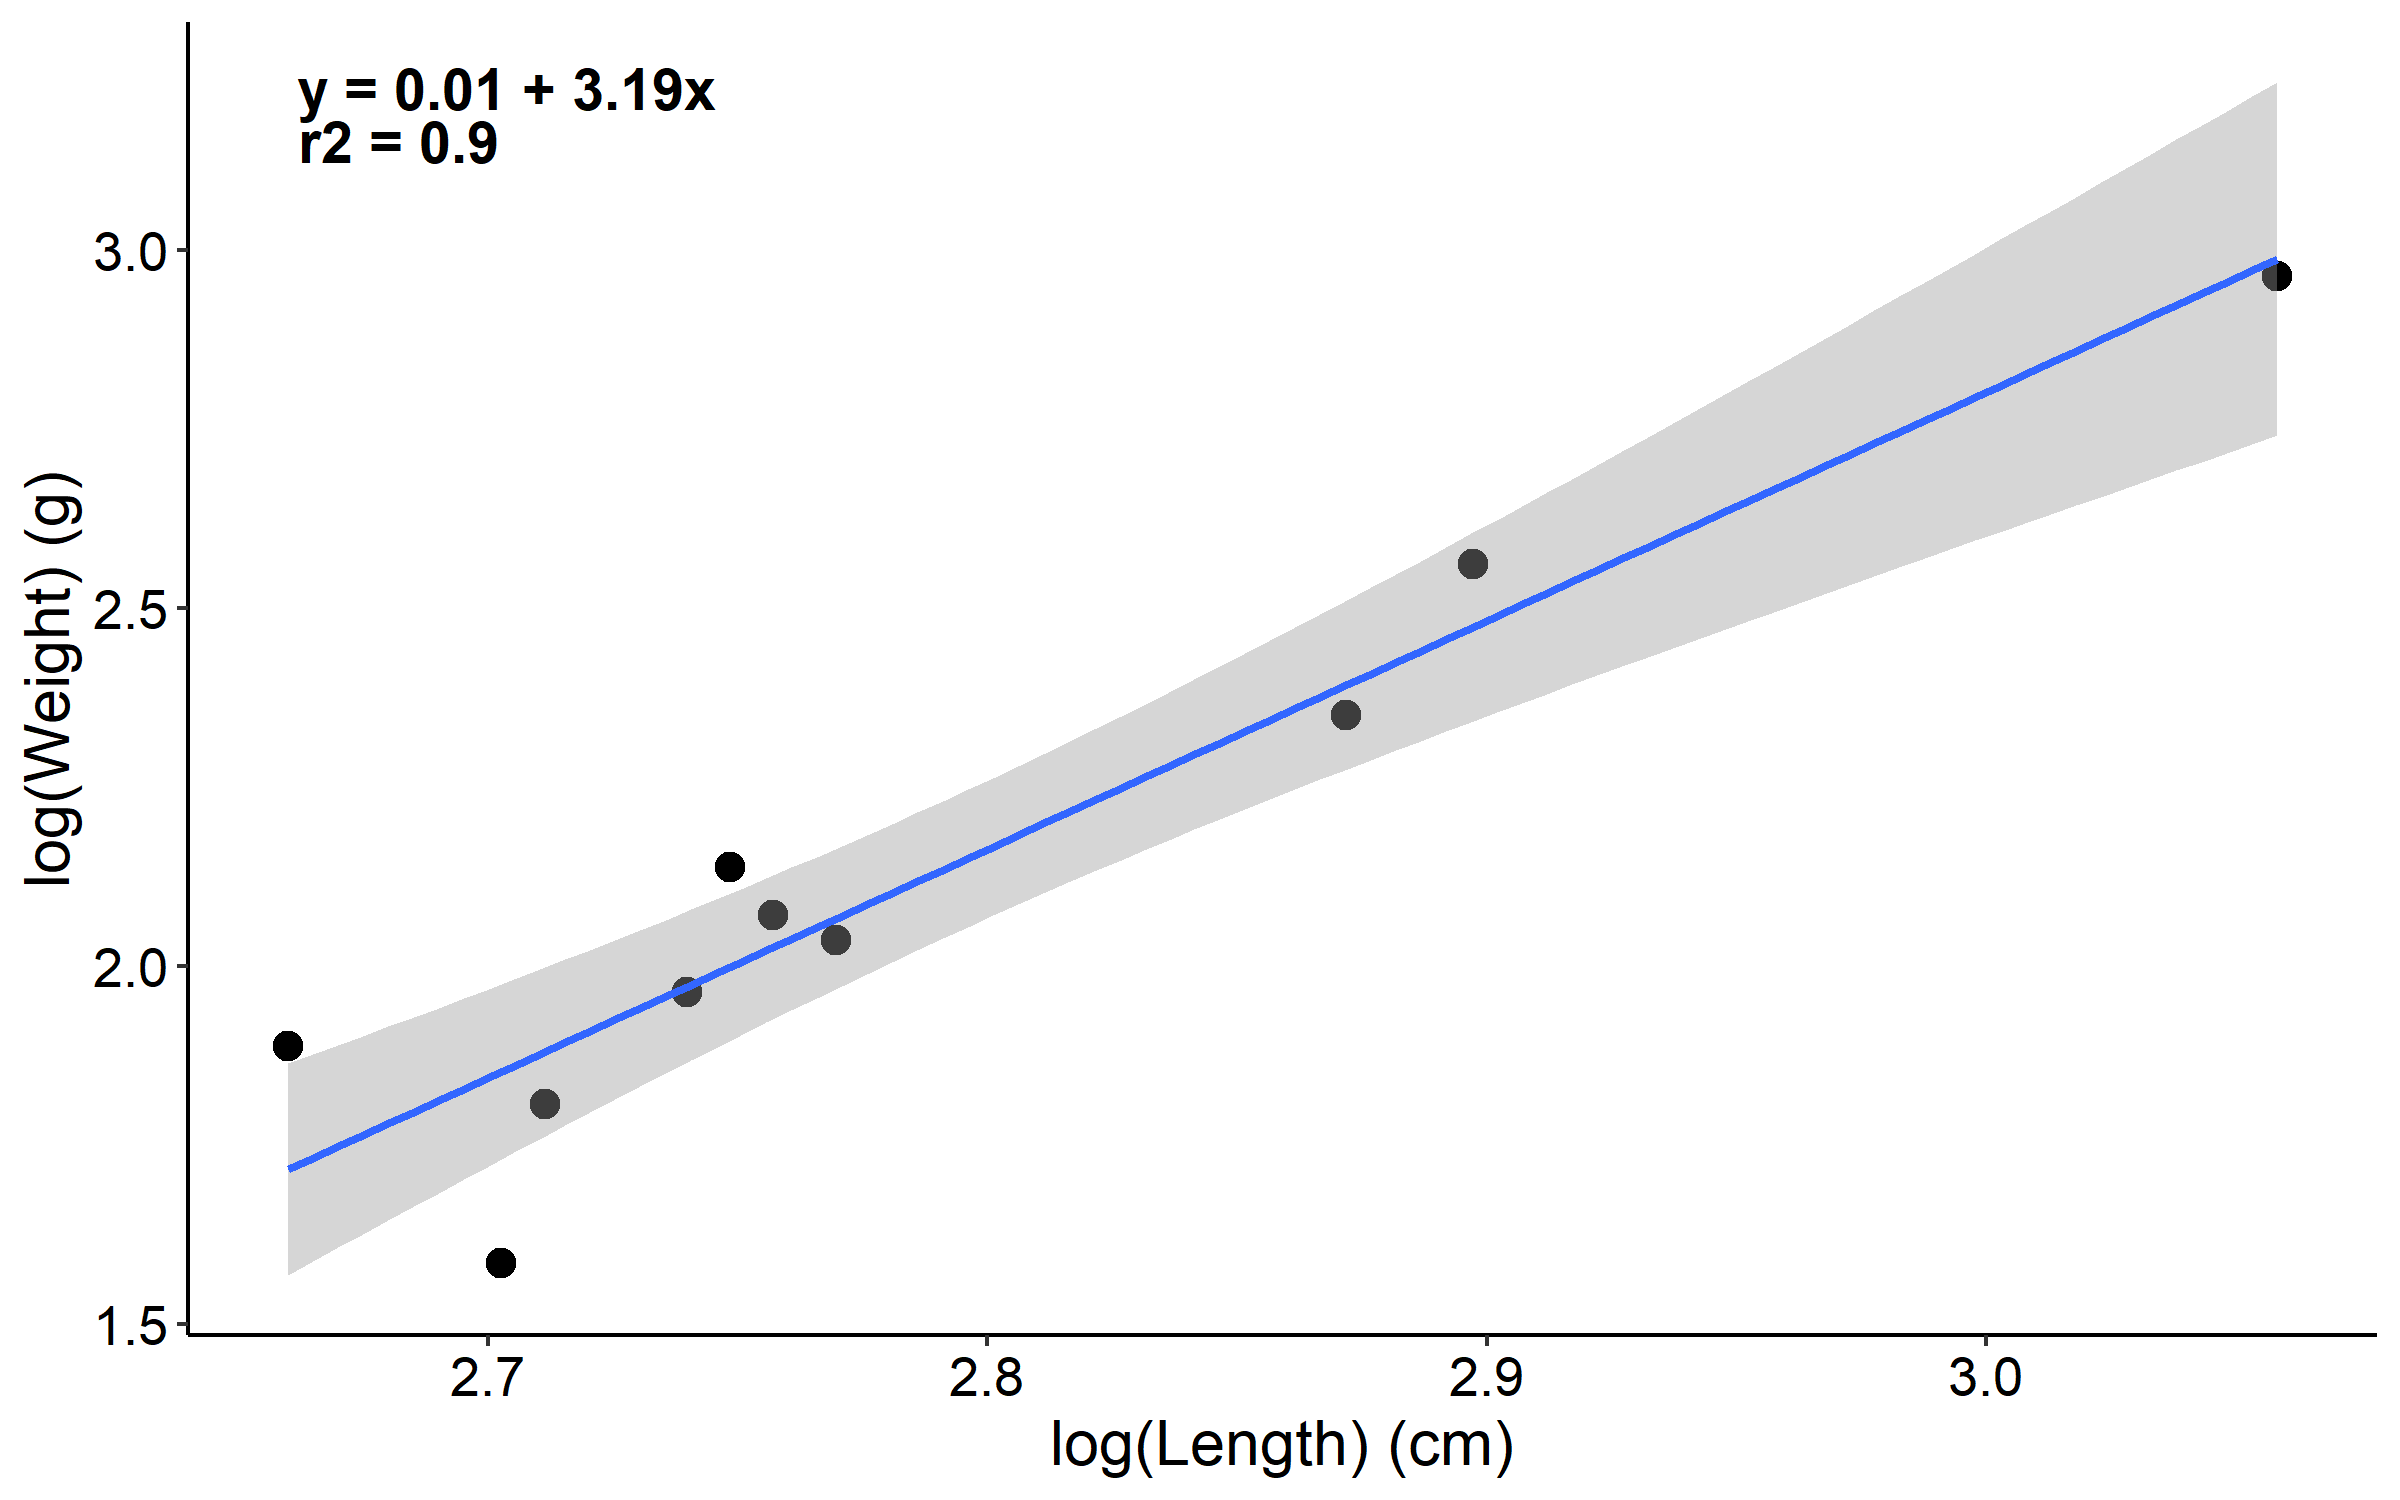 y = 0.01 + 3.19x
r2 = 0.9
3.0
2.5
2.0
1.5
log(Weight) (g)
2.7 2.8 2.9 3.0
log(Length) (cm)